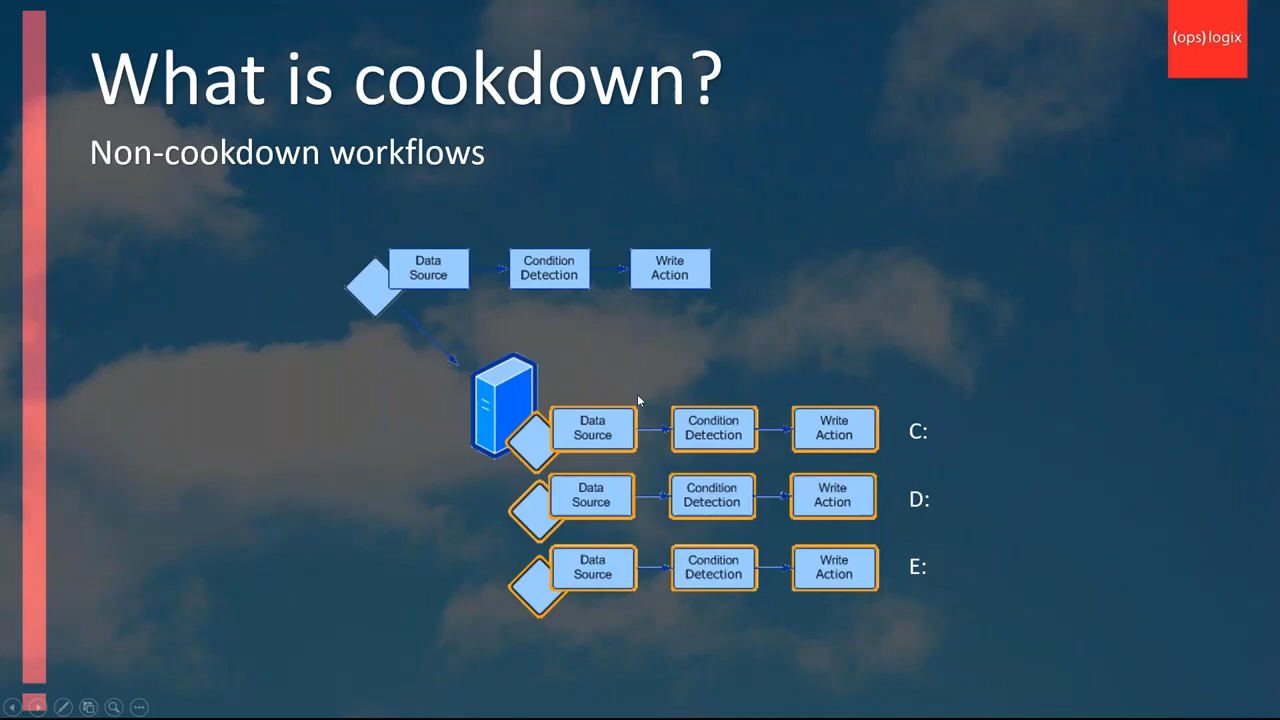 What is cookdown?
(ops)logix
Non-cookdown workflows
Data
Source
Condition
Detection
Write
Action
Data
Source
Condition
Detection
Write
Action
C:
Data
Source
Condition
Detection
Write
Action
D:
Data
Source
Condition
Detection
Write
Action
E: